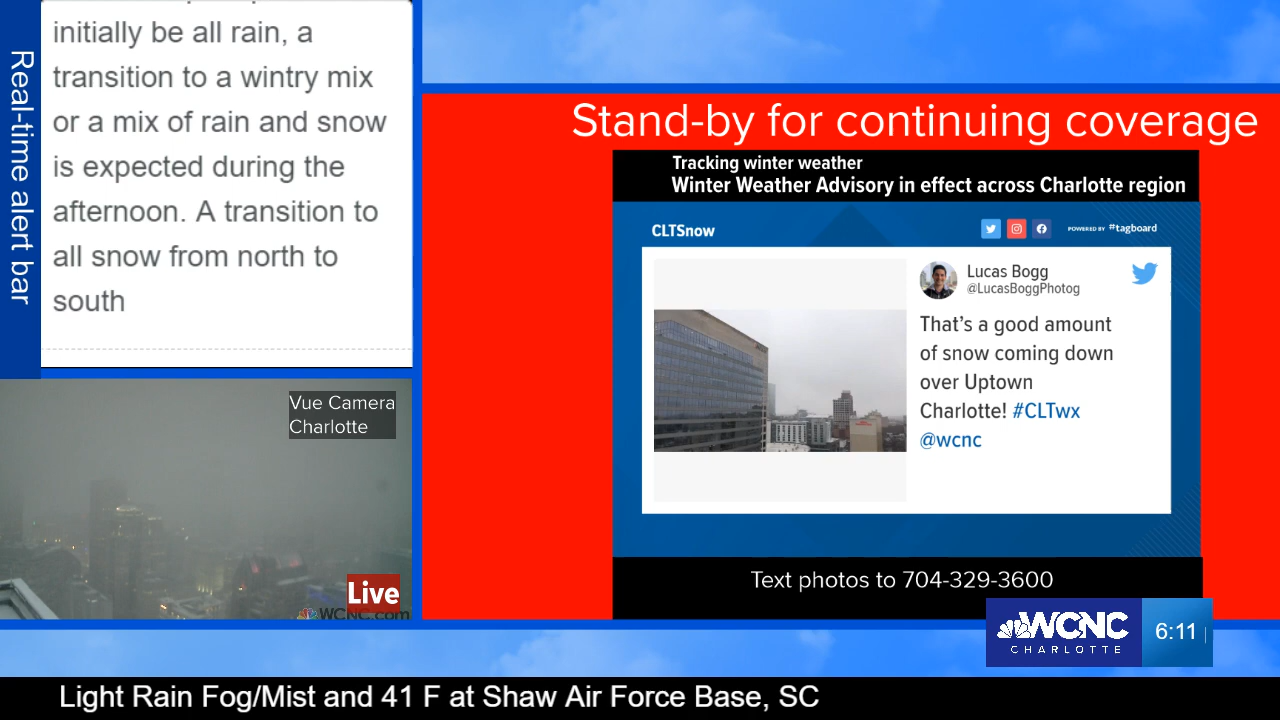 Real-time alert bar
initially be all rain, a
transition to a wintry mix
or a mix of rain and snow
is expected during the
afternoon. A transition to
all snow from north to
south
Vue Camera
Charlotte
Live
WCNC.com
Stand-by for continuing coverage
Tracking winter weather
Winter Weather Advisory in effect across Charlotte region
CLTSnow
POWERED BY #tagboard
Lucas Bogg
@LucasBoggPhotog
That's a good amount
of snow coming down
over Uptown
Charlotte! #CLTwx
@wcnc
Text photos to 704-329-3600
WCNC
CHARLOTTE
6:11
Light Rain Fog/Mist and 41 F at Shaw Air Force Base, SC